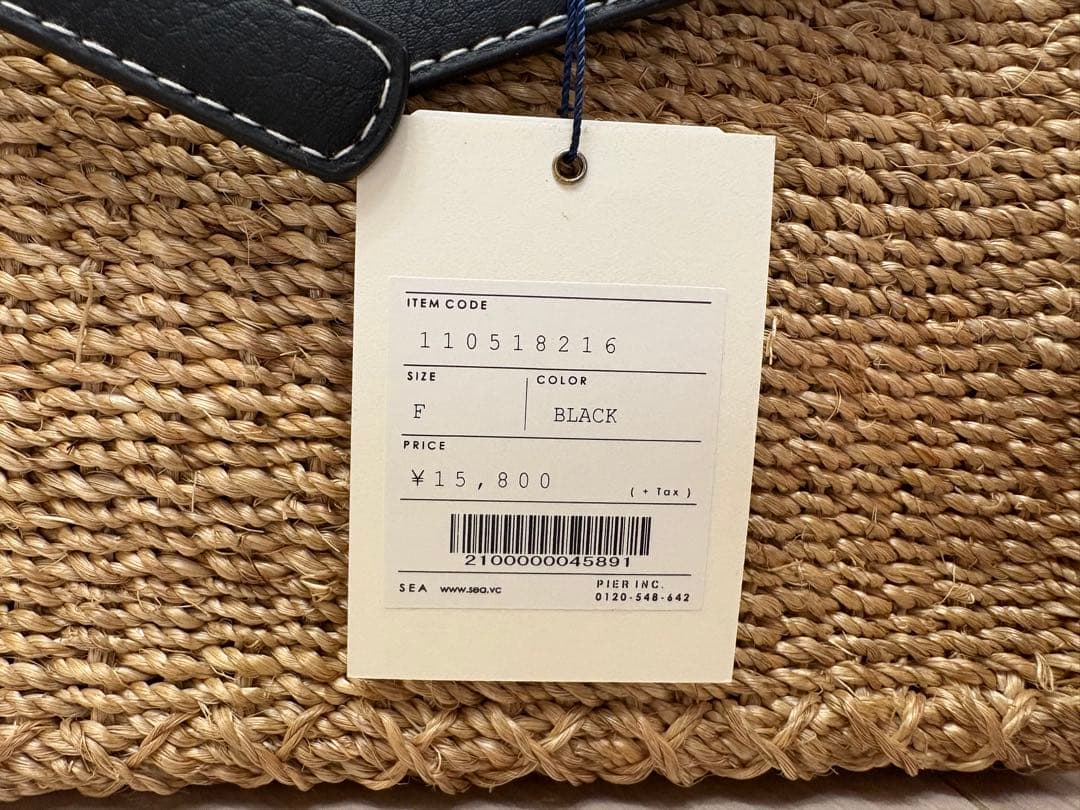 ITEM CODE
110518216
SIZE COLOR
F BLACK
PRICE
¥15,800 ( + Tax )
2100000045891
SEA www.sea.vc PIER INC.
0120-548-642